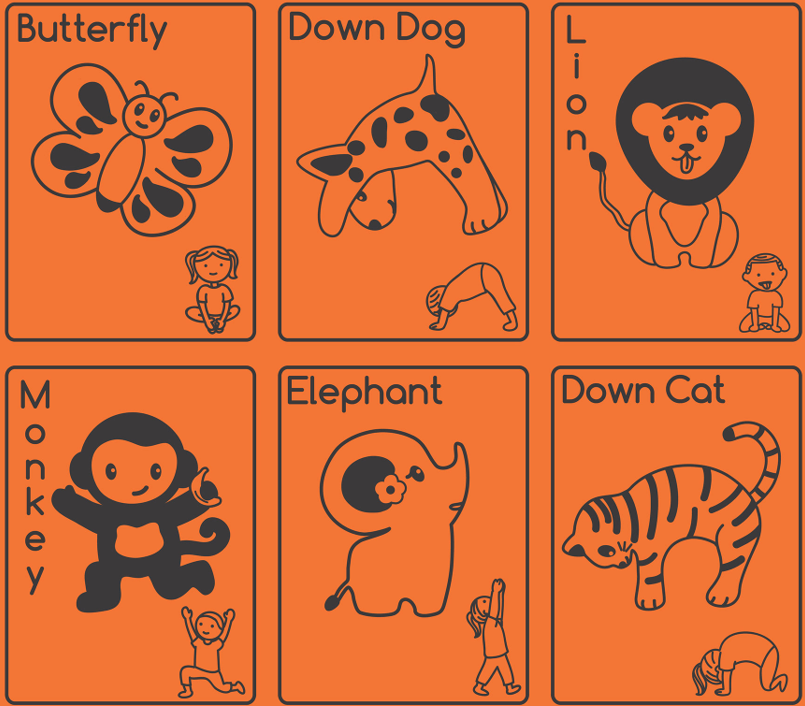 Butterfly
Down Dog
Lion
Monkey
Elephant
Down Cat